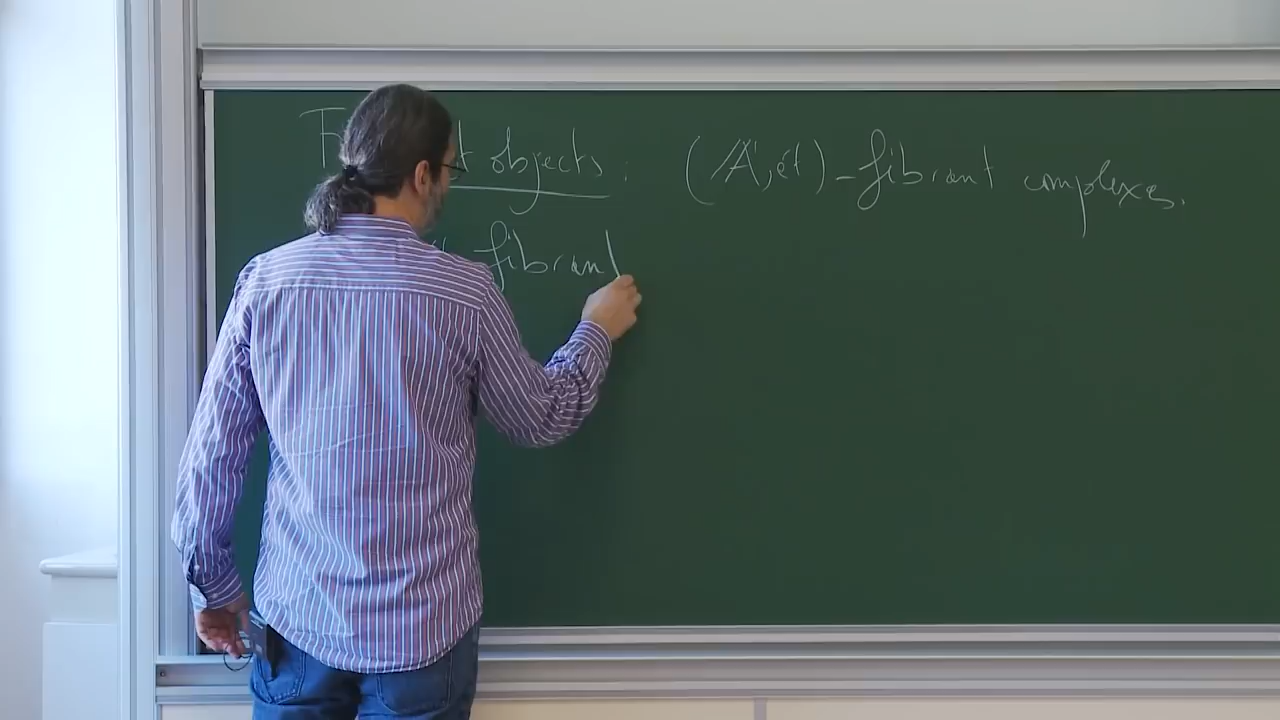 objects : (𝔸, ét) - fibrant complexes.
fibrant